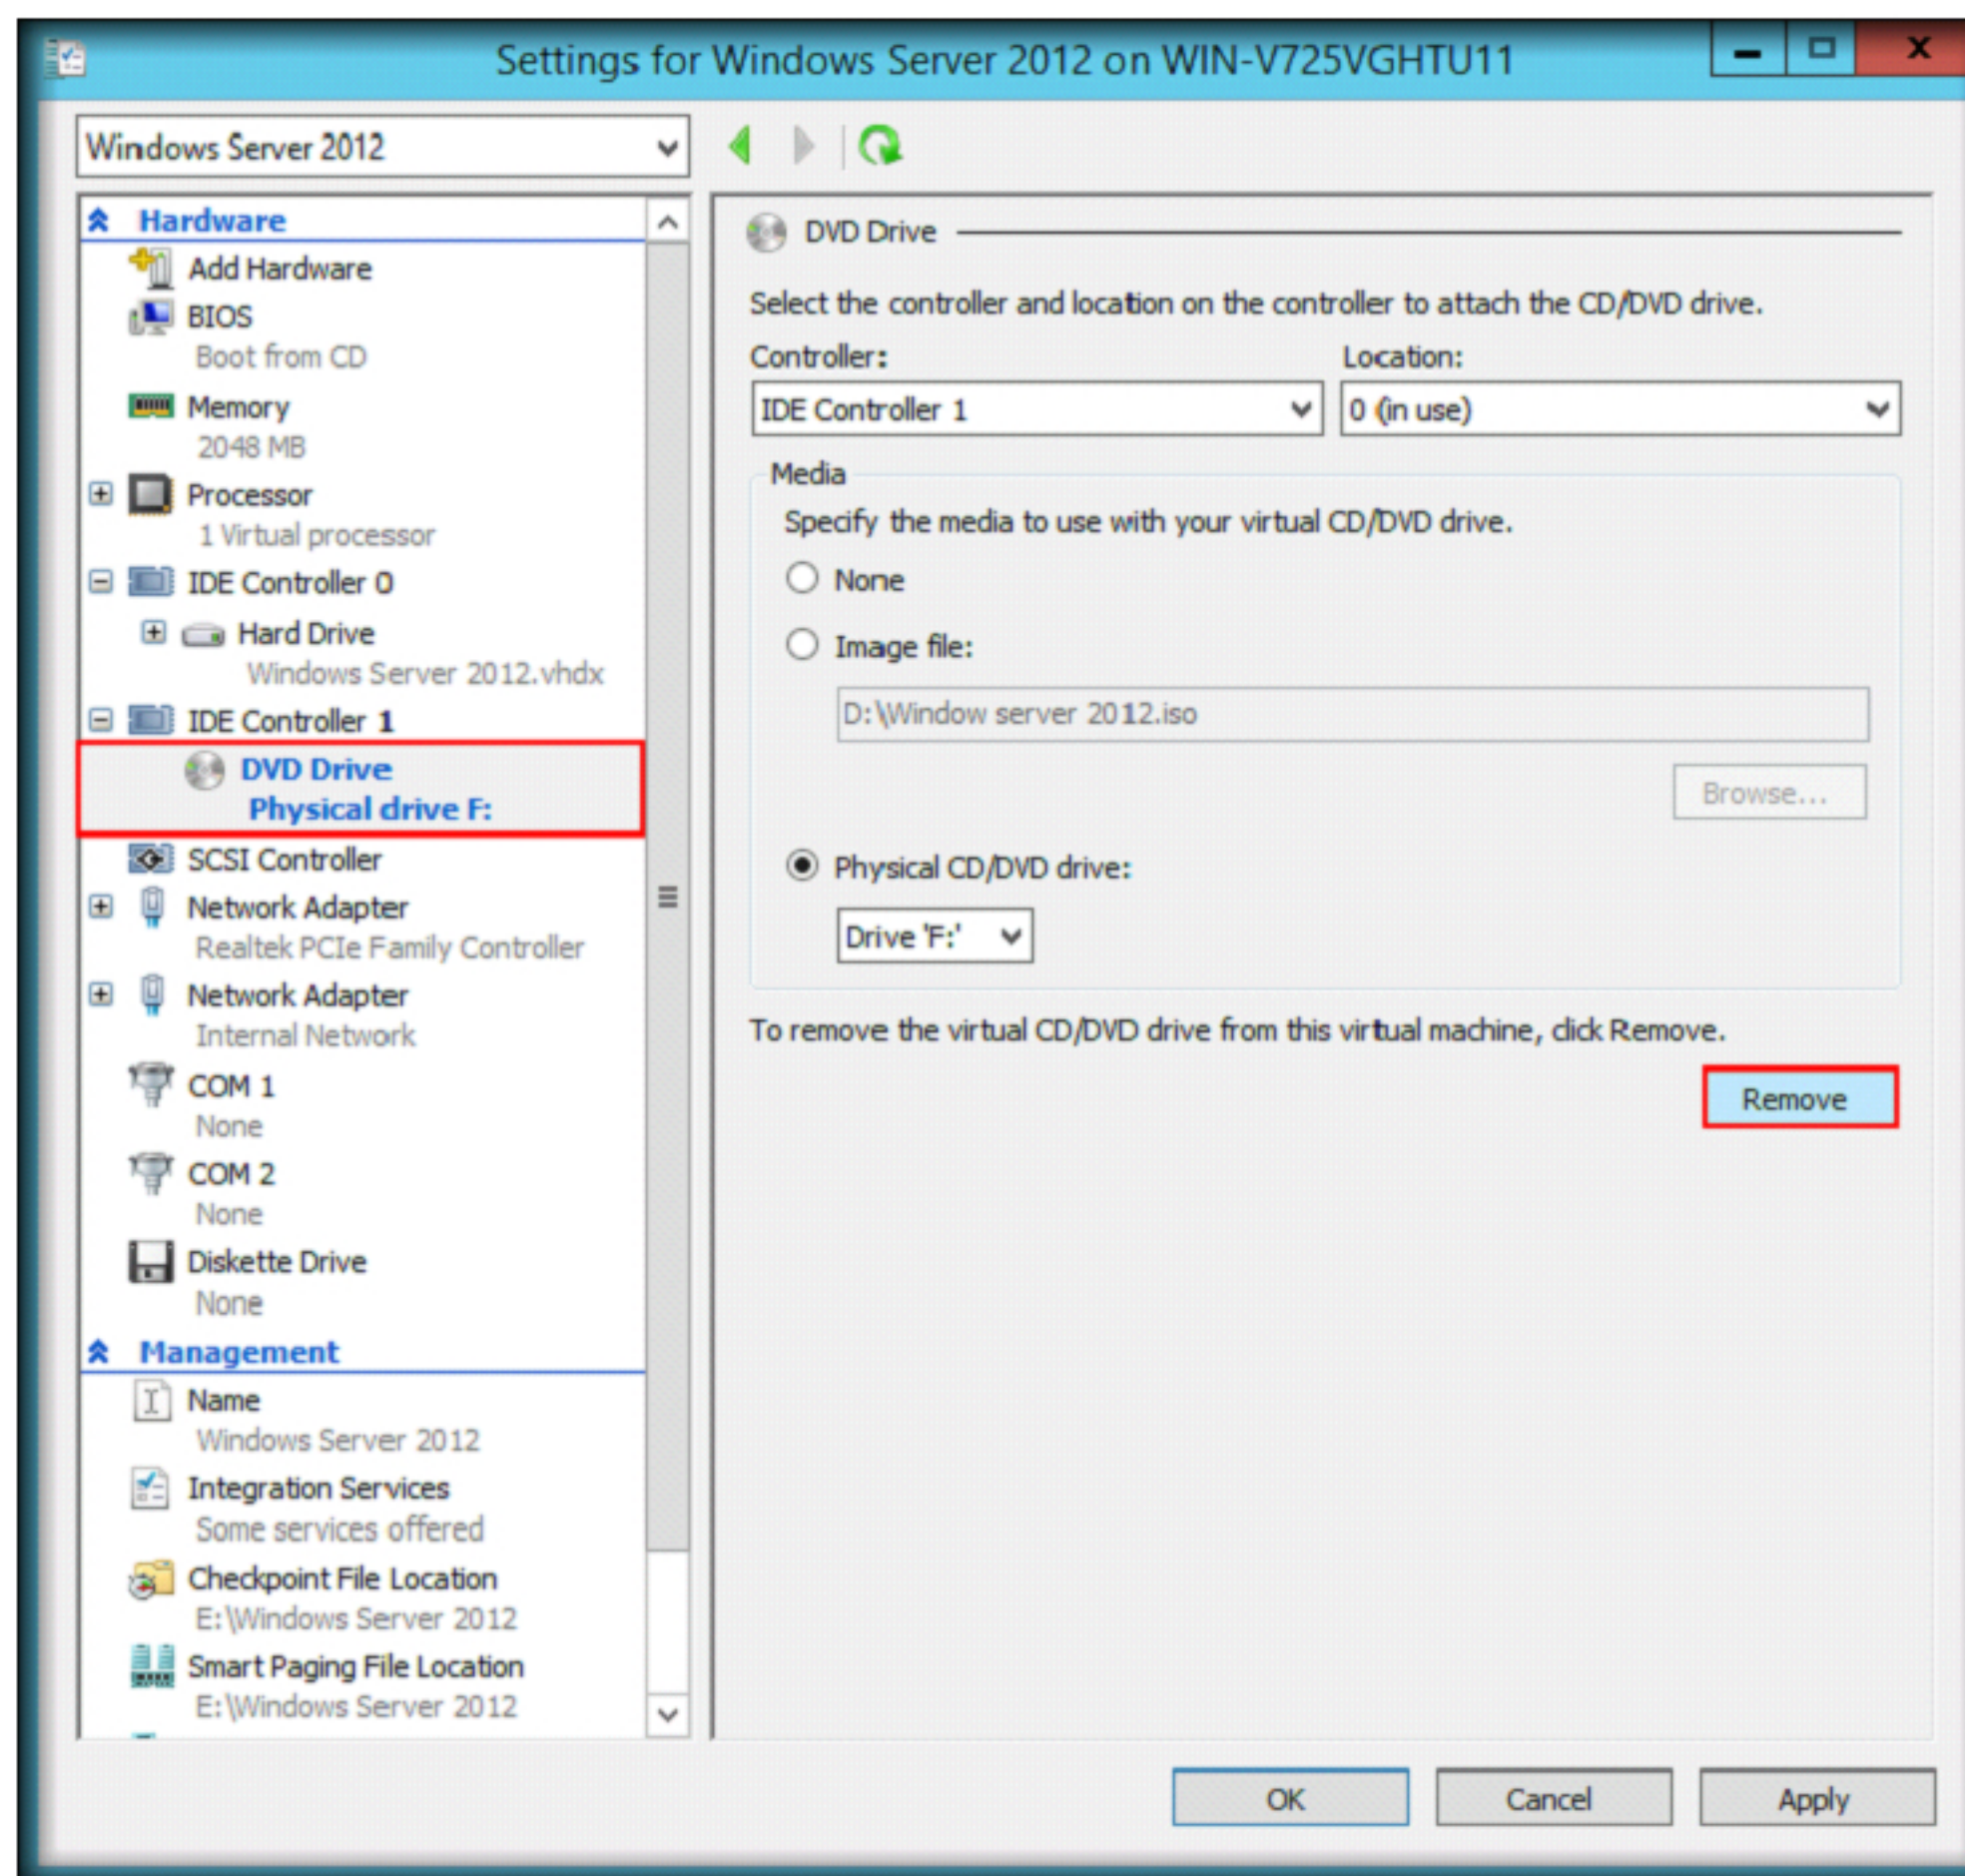 Settings for Windows Server 2012 on WIN-V725VGHTU11
Windows Server 2012
Hardware
Add Hardware
BIOS
Boot from CD
Memory
2048 MB
Processor
1 Virtual processor
IDE Controller 0
Hard Drive
Windows Server 2012.vhdx
IDE Controller 1
DVD Drive
Physical drive F:
SCSI Controller
Network Adapter
Realtek PCIe Family Controller
Network Adapter
Internal Network
COM 1
None
COM 2
None
Diskette Drive
None
Management
Name
Windows Server 2012
Integration Services
Some services offered
Checkpoint File Location
E:\Windows Server 2012
Smart Paging File Location
E:\Windows Server 2012
DVD Drive
Select the controller and location on the controller to attach the CD/DVD drive.
Controller: Location:
IDE Controller 1 0 (in use)
Media
Specify the media to use with your virtual CD/DVD drive.
None
Image file:
D:\Window server 2012.iso
Browse...
Physical CD/DVD drive:
Drive 'F:'
To remove the virtual CD/DVD drive from this virtual machine, click Remove.
Remove
OK Cancel Apply